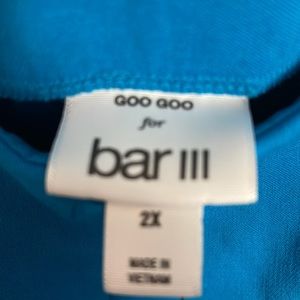 GOO GOO
for
bar III
2X
MADE IN
VIETNAM